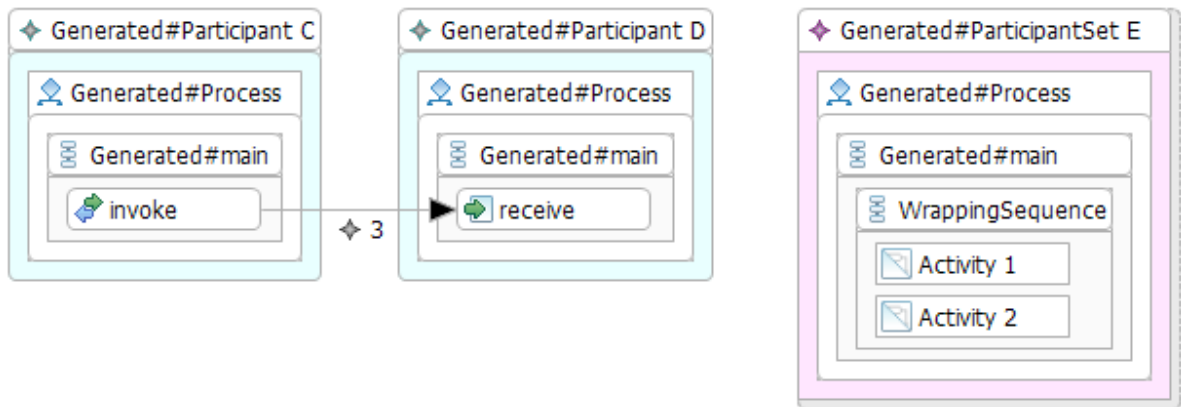 Generated#Participant C
Generated#Process
Generated#main
invoke
3
Generated#Participant D
Generated#Process
Generated#main
receive
Generated#ParticipantSet E
Generated#Process
Generated#main
WrappingSequence
Activity 1
Activity 2